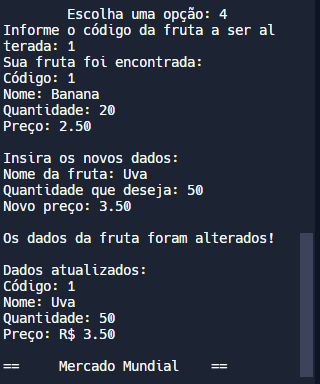 Escolha uma opção: 4
Informe o código da fruta a ser al
terada: 1
Sua fruta foi encontrada:
Código: 1
Nome: Banana
Quantidade: 20
Preço: 2.50

Insira os novos dados:
Nome da fruta: Uva
Quantidade que deseja: 50
Novo preço: 3.50

Os dados da fruta foram alterados!

Dados atualizados:
Código: 1
Nome: Uva
Quantidade: 50
Preço: R$ 3.50

==     Mercado Mundial    ==